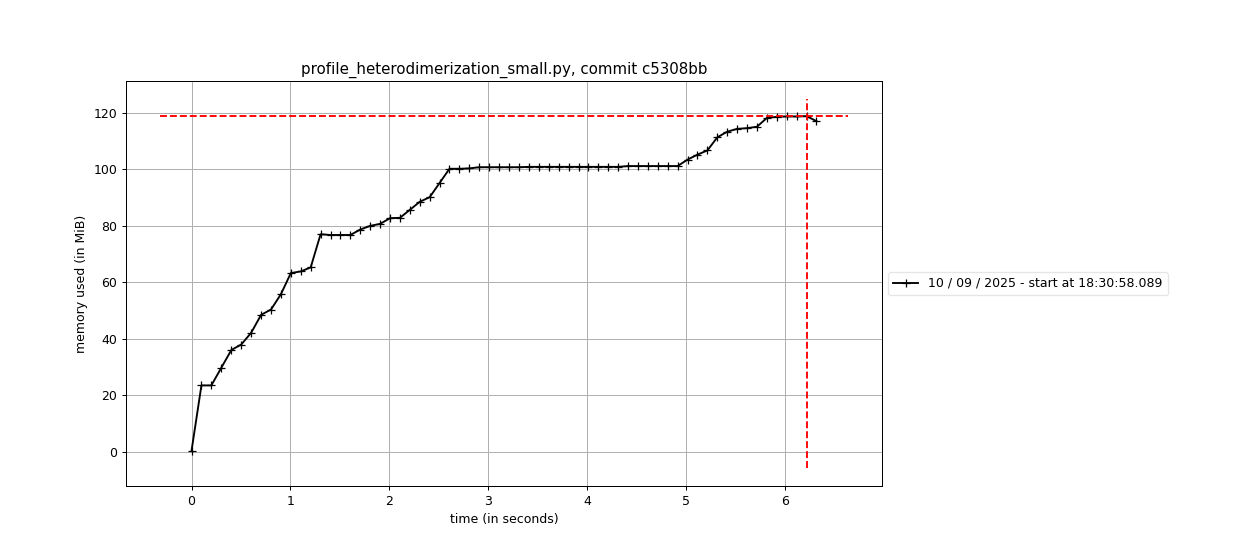 profile_heterodimerization_small.py, commit c5308bb
120
100
80
60
40
20
0
memory used (in MiB)
0 1 2 3 4 5 6
time (in seconds)
10 / 09 / 2025 - start at 18:30:58.089